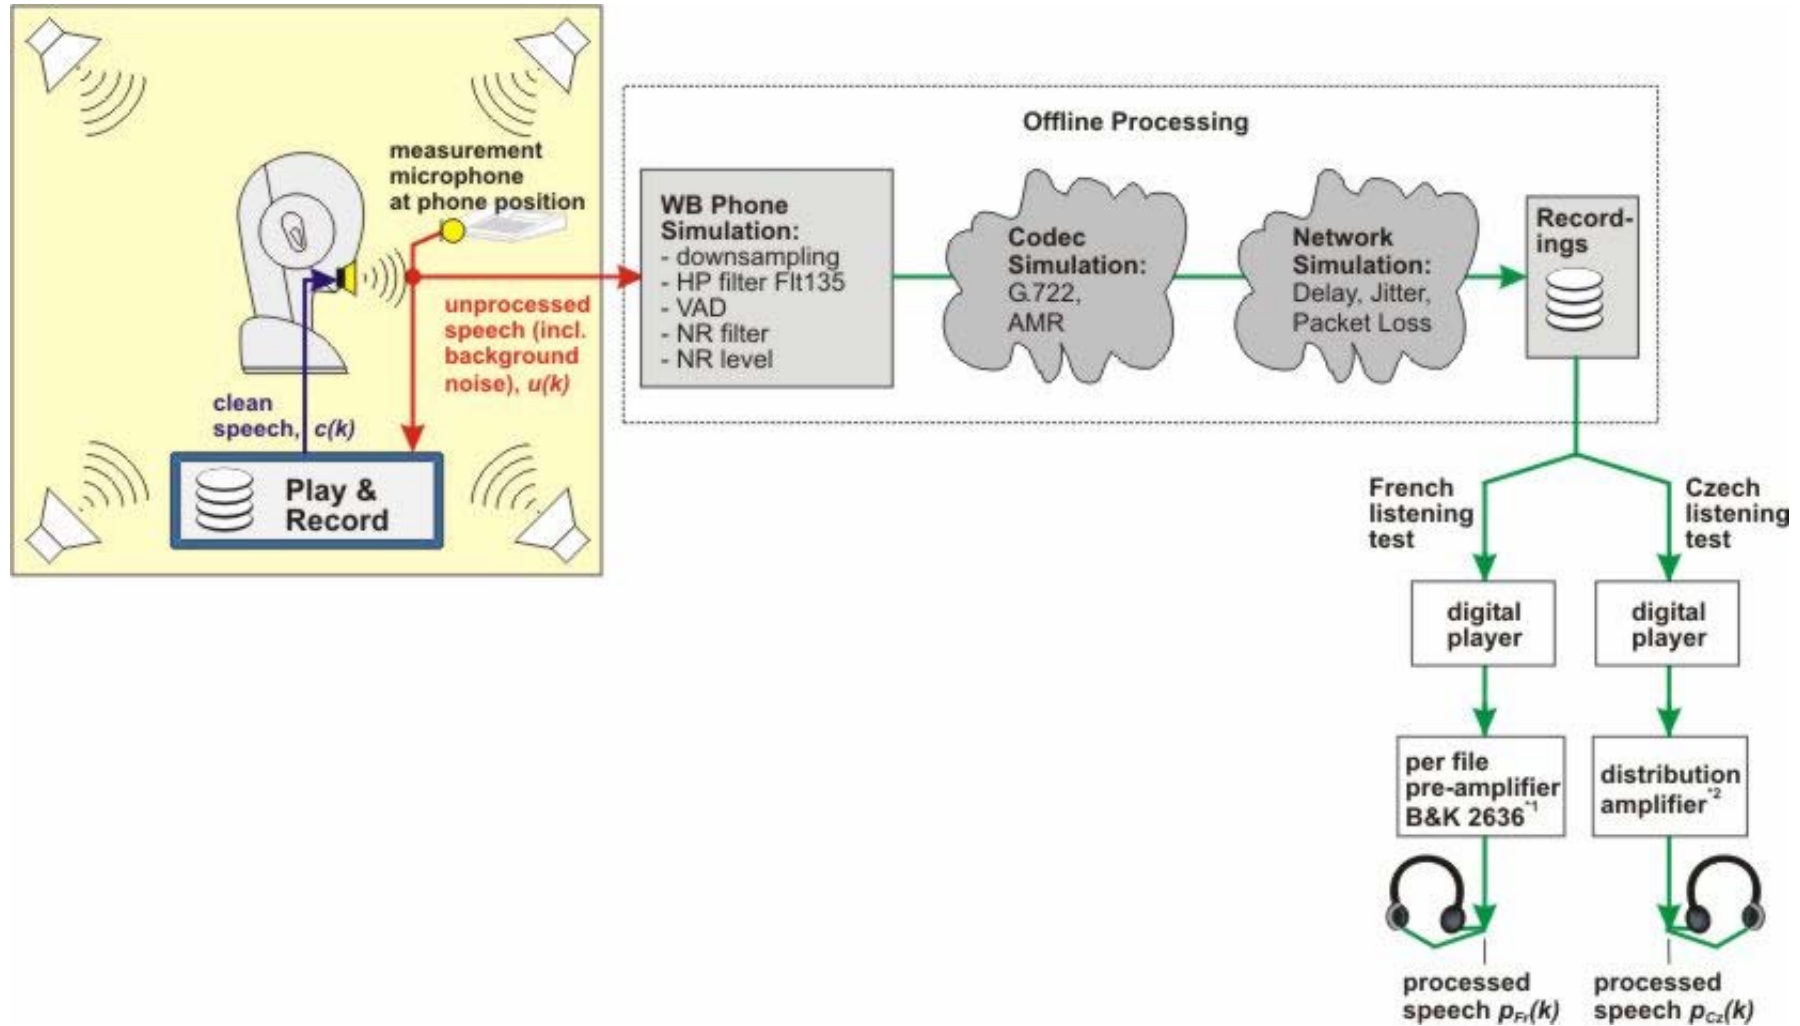 measurement
microphone
at phone position
unprocessed
speech (incl.
background
noise), u(k)
clean
speech, c(k)
Play &
Record
Offline Processing
WB Phone
Simulation:
- downsampling
- HP filter Flt135
- VAD
- NR filter
- NR level
Codec
Simulation:
G.722,
AMR
Network
Simulation:
Delay, Jitter,
Packet Loss
Record-
ings
French
listening
test
Czech
listening
test
digital
player
digital
player
per file
pre-amplifier
B&K 2636*1
distribution
amplifier*2
processed
speech pFr(k)
processed
speech pCz(k)